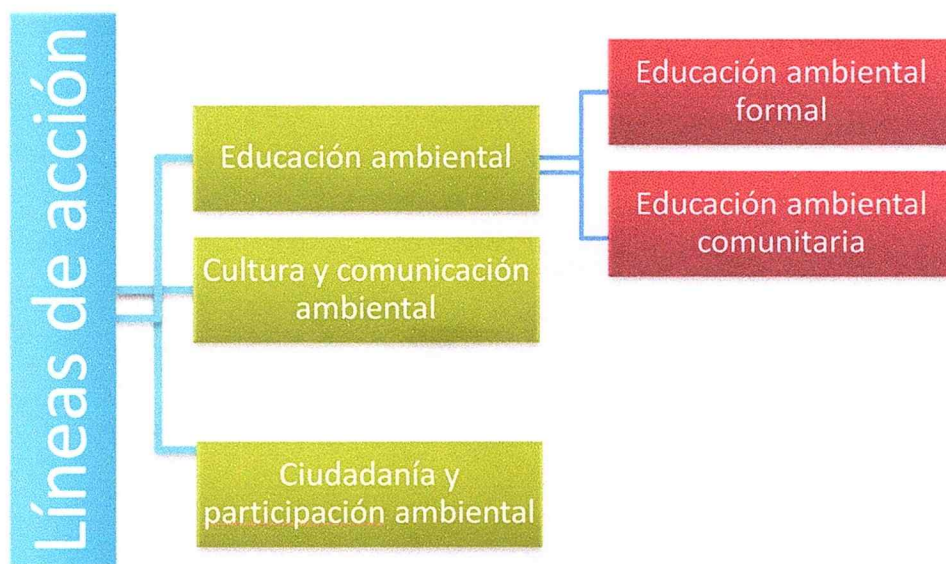 Líneas de acción
Educación ambiental
Cultura y comunicación
ambiental
Ciudadanía y
participación ambiental
Educación ambiental
formal
Educación ambiental
comunitaria